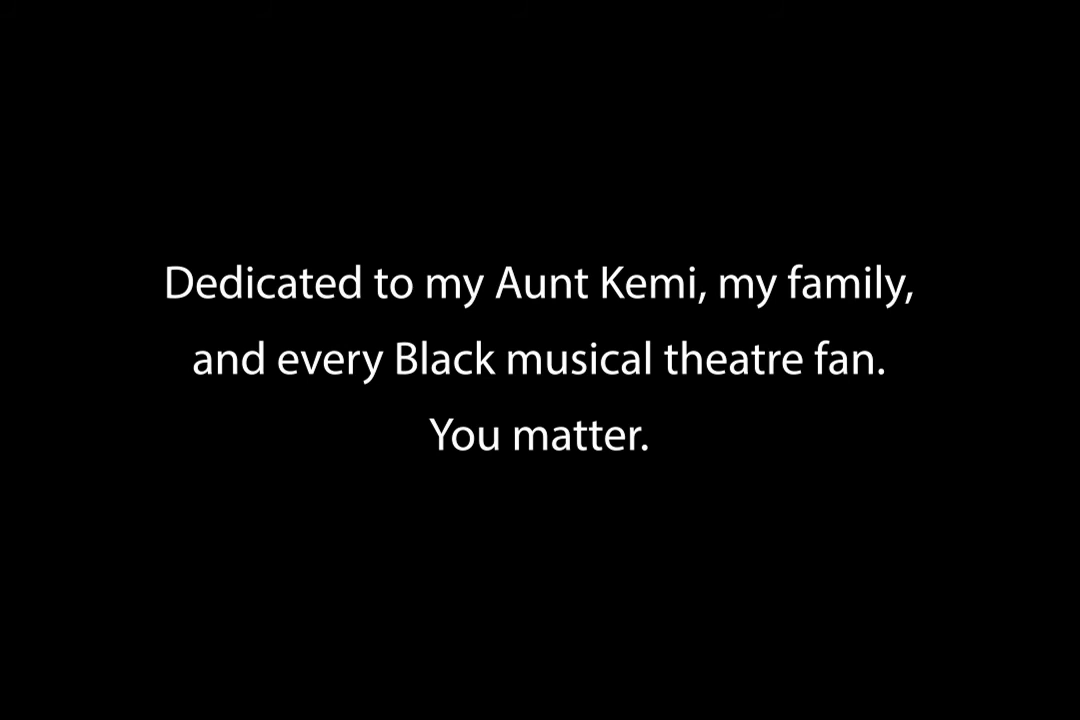 Dedicated to my Aunt Kemi, my family,
and every Black musical theatre fan.
You matter.